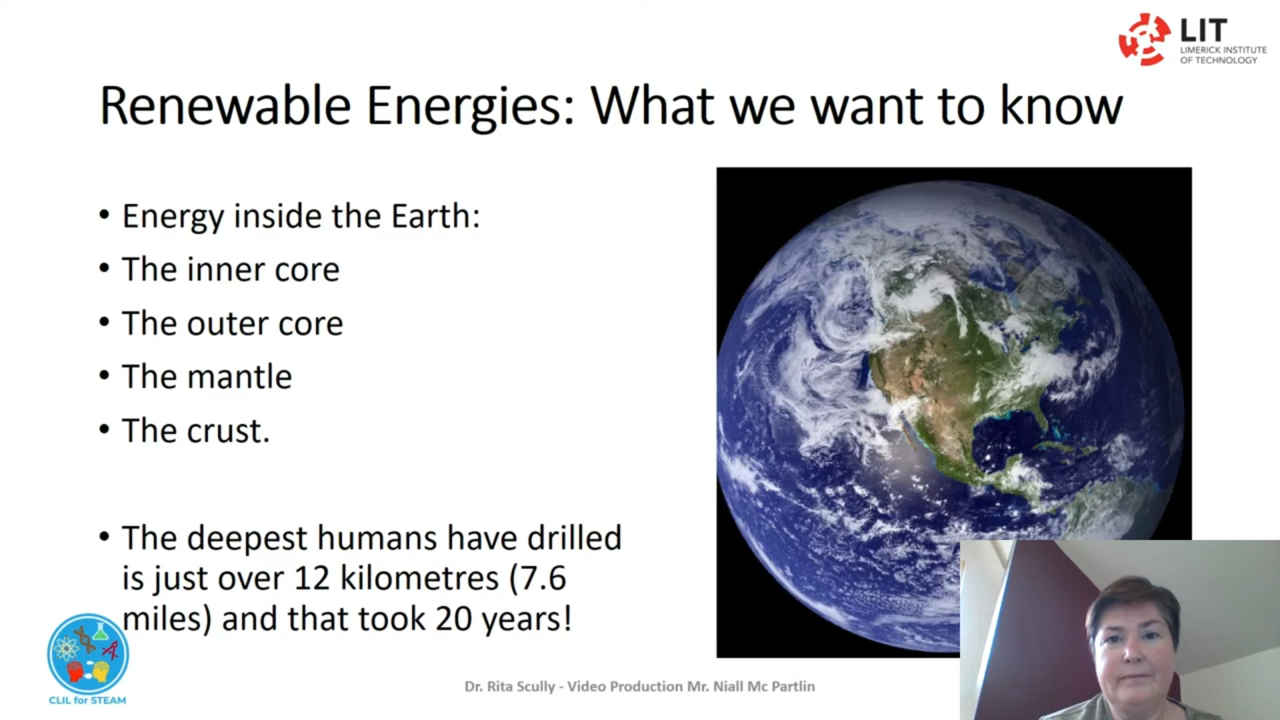 LIT
LIMERICK INSTITUTE
OF TECHNOLOGY
Renewable Energies: What we want to know
• Energy inside the Earth:
• The inner core
• The outer core
• The mantle
• The crust.
• The deepest humans have drilled
is just over 12 kilometres (7.6
miles) and that took 20 years!
CLIL for STEAM
Dr. Rita Scully - Video Production Mr. Niall Mc Partlin